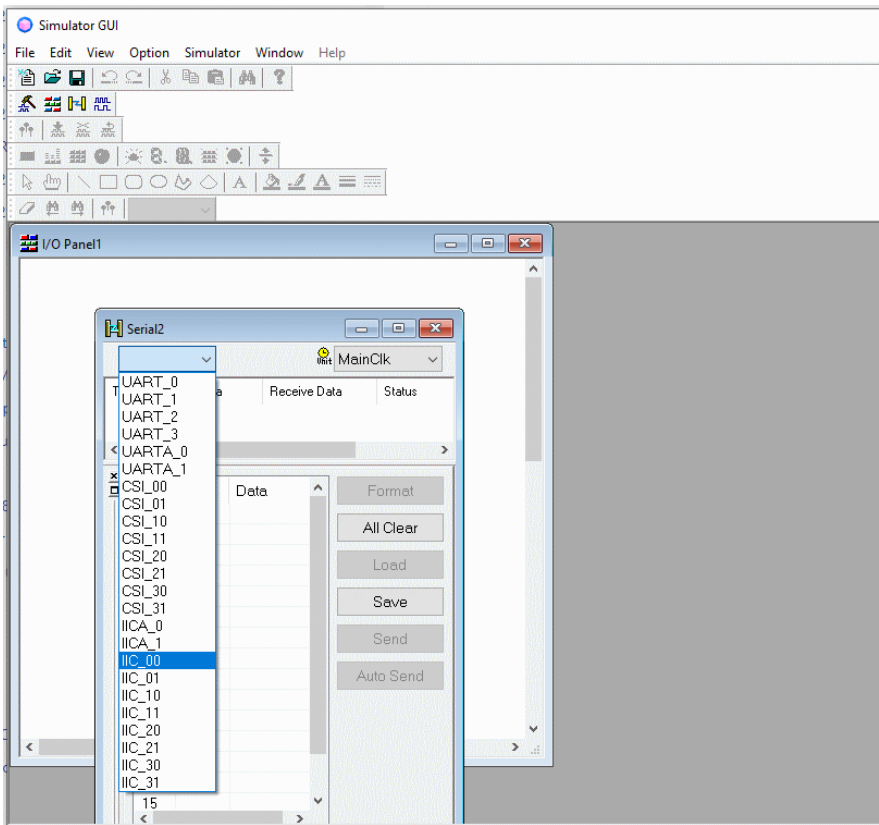 Simulator GUI
File Edit View Option Simulator Window Help
I/O Panel1
Serial2
Unit MainClk
T a Receive Data Status
UART_0
UART_1
UART_2
UART_3
UARTA_0
UARTA_1
CSI_00
CSI_01
CSI_10
CSI_11
CSI_20
CSI_21
CSI_30
CSI_31
IICA_0
IICA_1
IIC_00
IIC_01
IIC_10
IIC_11
IIC_20
IIC_21
IIC_30
IIC_31
Data
15
Format
All Clear
Load
Save
Send
Auto Send